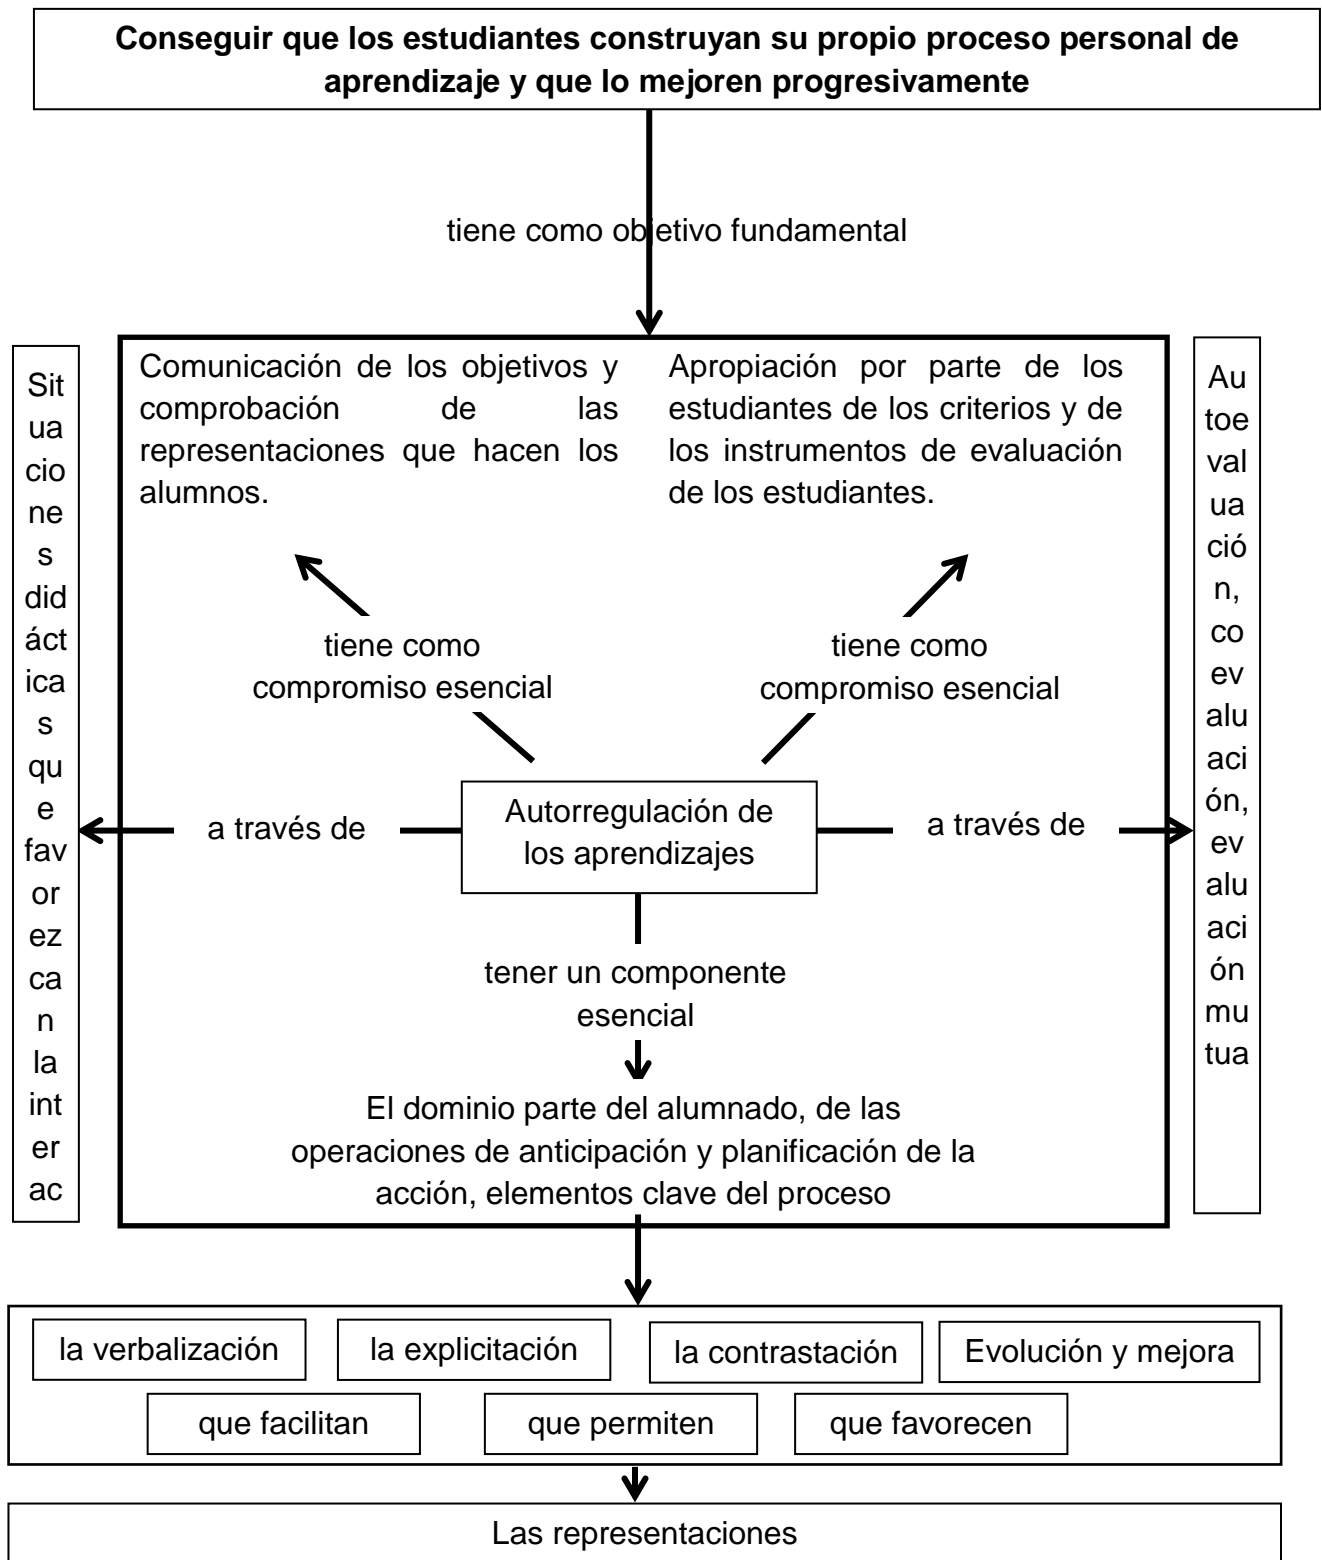 Conseguir que los estudiantes construyan su propio proceso personal de
aprendizaje y que lo mejoren progresivamente
tiene como objetivo fundamental
Sit
ua
cio
ne
s
did
áct
ica
s
qu
e
fav
or
ez
ca
n
la
int
er
ac
Comunicación de los objetivos y
comprobación de las
representaciones que hacen los
alumnos.
Apropiación por parte de los
estudiantes de los criterios y de
los instrumentos de evaluación
de los estudiantes.
tiene como
compromiso esencial
tiene como
compromiso esencial
a través de
Autorregulación de
los aprendizajes
a través de
tener un componente
esencial
El dominio parte del alumnado, de las
operaciones de anticipación y planificación de la
acción, elementos clave del proceso
Au
toe
val
ua
ció
n,
co
ev
alu
aci
ón,
ev
alu
aci
ón
mu
tua
la verbalización
la explicitación
la contrastación
Evolución y mejora
que facilitan
que permiten
que favorecen
Las representaciones